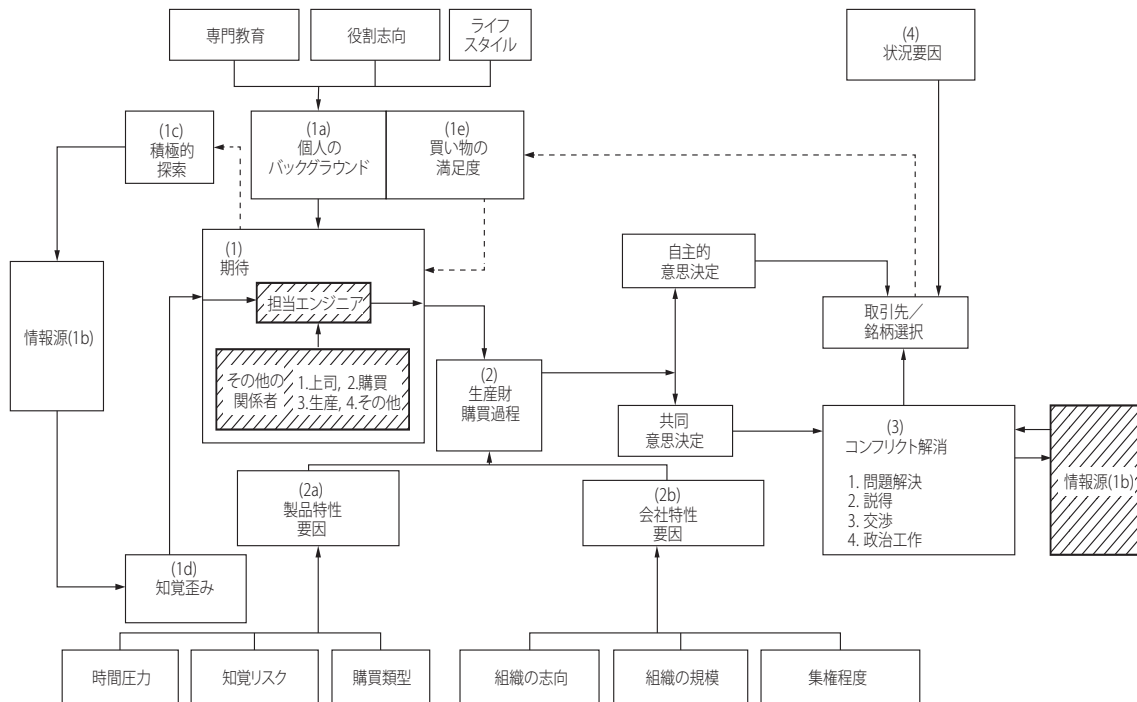 専門教育
役割志向
ライフ
スタイル
(4)
状況要因
(1c)
積極的
探索
(1a)
個人の
バックグラウンド
(1e)
買い物の
満足度
(1)
期待
担当エンジニア
その他の
関係者
1.上司, 2.購買
3.生産, 4.その他
情報源(1b)
自主的
意思決定
取引先／
銘柄選択
(2)
生産財
購買過程
共同
意思決定
(3)
コンフリクト解消
1. 問題解決
2. 説得
3. 交渉
4. 政治工作
情報源(1b)
(2a)
製品特性
要因
(2b)
会社特性
要因
(1d)
知覚歪み
時間圧力
知覚リスク
購買類型
組織の志向
組織の規模
集権程度